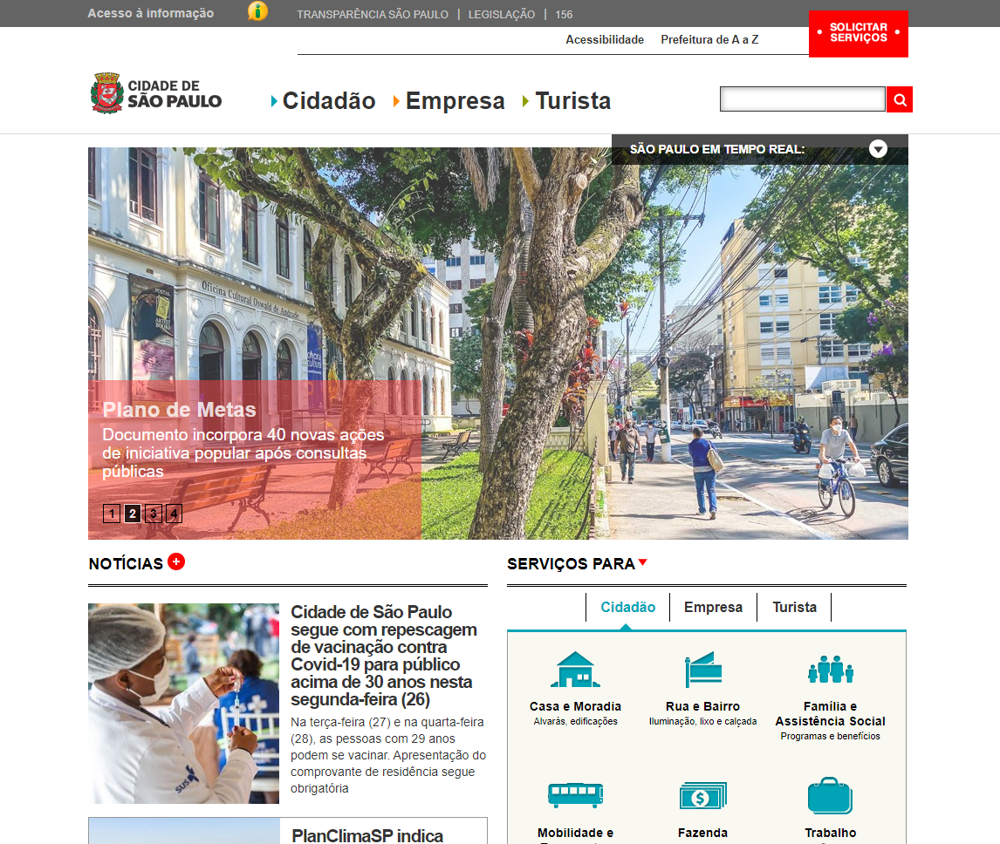 Acesso à informação
TRANSPARÊNCIA SÃO PAULO | LEGISLAÇÃO | 156
Acessibilidade Prefeitura de A a Z
SOLICITAR
SERVIÇOS
CIDADE DE
SÃO PAULO
Cidadão Empresa Turista
SÃO PAULO EM TEMPO REAL:
Oficina Cultural Oswald de Andrade
Plano de Metas
Documento incorpora 40 novas ações
de iniciativa popular após consultas
públicas
1 2 3 4
NOTÍCIAS
Cidade de São Paulo
segue com repescagem
de vacinação contra
Covid-19 para público
acima de 30 anos nesta
segunda-feira (26)
Na terça-feira (27) e na quarta-feira
(28), as pessoas com 29 anos
podem se vacinar. Apresentação do
comprovante de residência segue
obrigatória
SUS
PlanClimaSP indica
SERVIÇOS PARA
Cidadão Empresa Turista
Casa e Moradia
Alvarás, edificações
Rua e Bairro
Iluminação, lixo e calçada
Família e
Assistência Social
Programas e benefícios
Mobilidade e
Fazenda
Trabalho